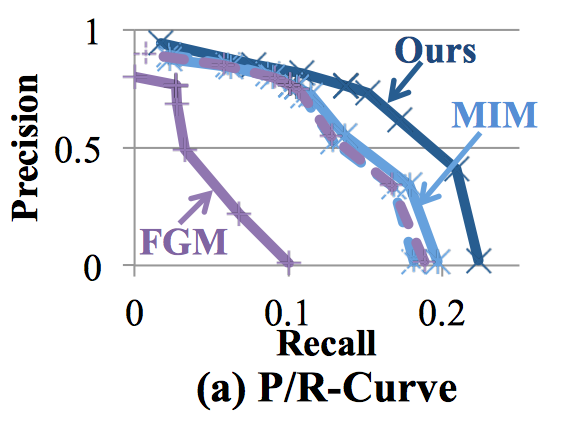 1
Ours
MIM
Precision
0.5
FGM
0
0 0.1 0.2
Recall
(a) P/R-Curve